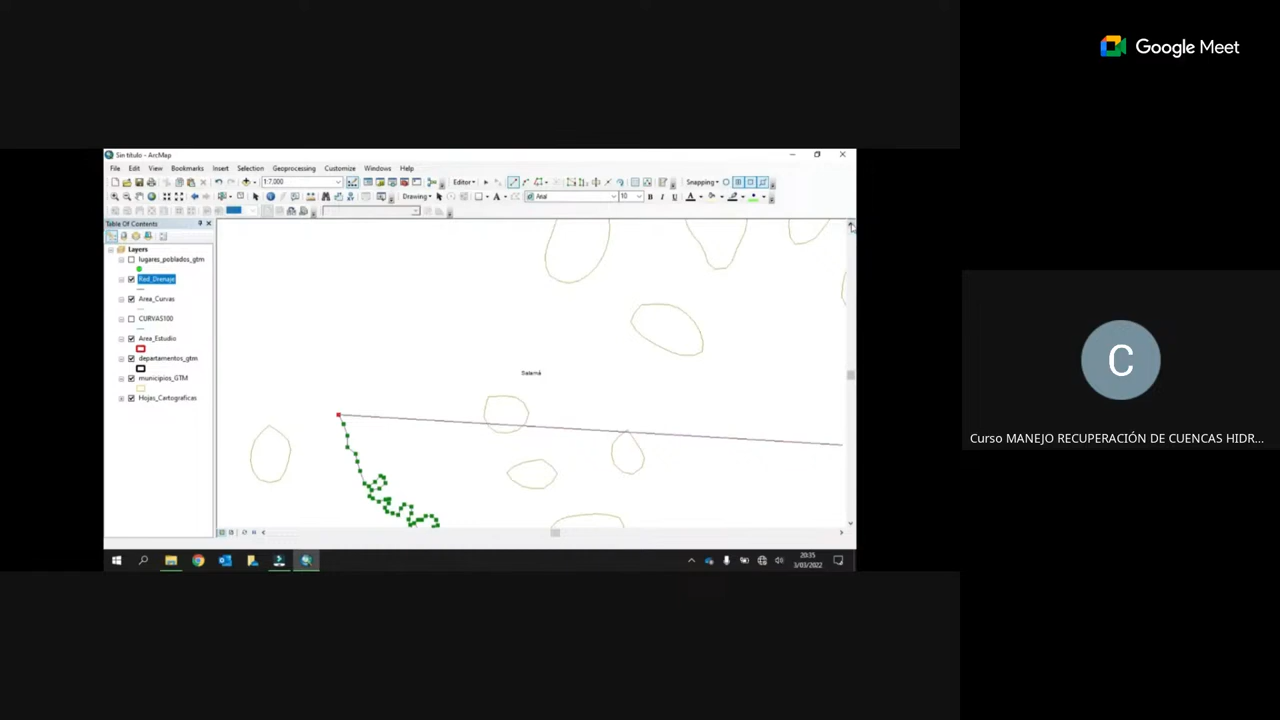 Google Meet
Sin título - ArcMap
File Edit View Bookmarks Insert Selection Geoprocessing Customize Windows Help
1:7,000 Editor Snapping
Drawing A Arial 10 B I U A
Table Of Contents
Layers
lugares_poblados_gtm
Red_Drenaje
Area_Curvas
CURVAS100
Area_Estudio
departamentos_gtm
municipios_GTM
Hojas_Cartograficas
Salamá
20:35
3/03/2022
C
Curso MANEJO RECUPERACIÓN DE CUENCAS HIDR...